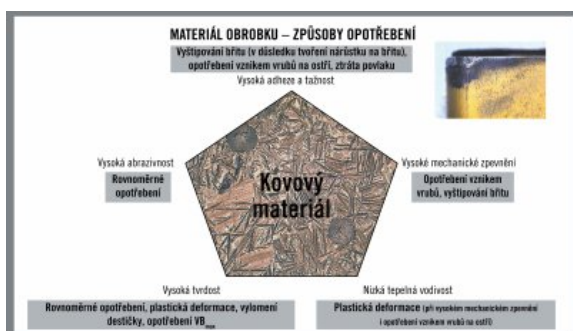 MATERIÁL OBROBKU – ZPŮSOBY OPOTŘEBENÍ
Vyštipování břitu (v důsledku tvoření nárůstku na břitu),
opotřebení vznikem vrubů na ostří, ztráta povlaku
Vysoká adheze a tažnost
Vysoká abrazivnost
Rovnoměrné
opotřebení
Vysoké mechanické zpevnění
Opotřebení vznikem
vrubů, vyštipování břitu
Kovový
materiál
Vysoká tvrdost
Rovnoměrné opotřebení, plastická deformace, vylomení
destičky, opotřebení VB
Nízká tepelná vodivost
Plastická deformace (při vysokém mechanickém zpevnění
i opotřebení vznikem vrubů na ostří)